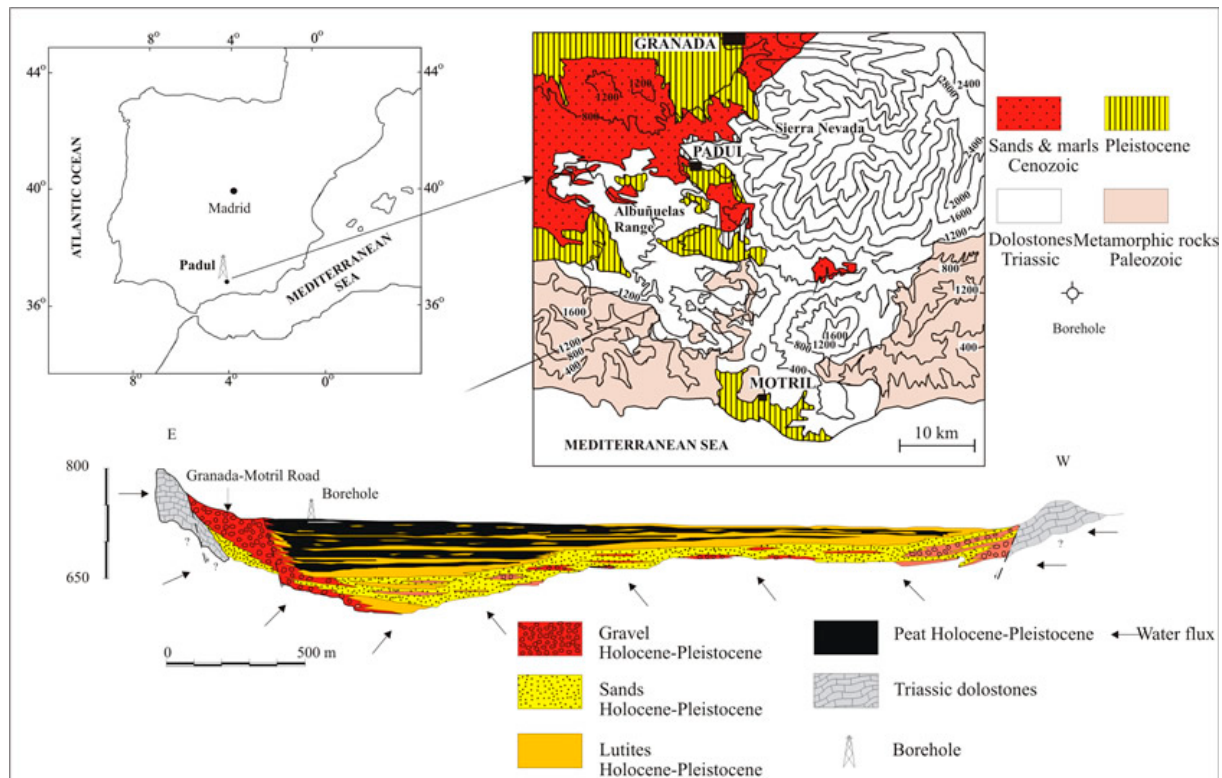 8° 4° 0°
44° 44°
40° 40°
36° 36°
8° 4° 0°
ATLANTIC OCEAN
Madrid
Padul
MEDITERRANEAN
SEA
GRANADA
1200
1200
800
2800
2400
Sierra Nevada
PADUL
400
Albuñuelas
Range
2000
1600
1200
800
1200
1200
1600
1200
800
400
1600
800
1200
400
400
MOTRIL
MEDITERRANEAN SEA
10 km
Sands & marls
Cenozoic
Pleistocene
Dolostones
Triassic
Metamorphic rocks
Paleozoic
Borehole
E
W
800
650
Granada-Motril Road
Borehole
?
?
?
0 500 m
Gravel
Holocene-Pleistocene
Sands
Holocene-Pleistocene
Lutites
Holocene-Pleistocene
Peat Holocene-Pleistocene
Triassic dolostones
Borehole
Water flux